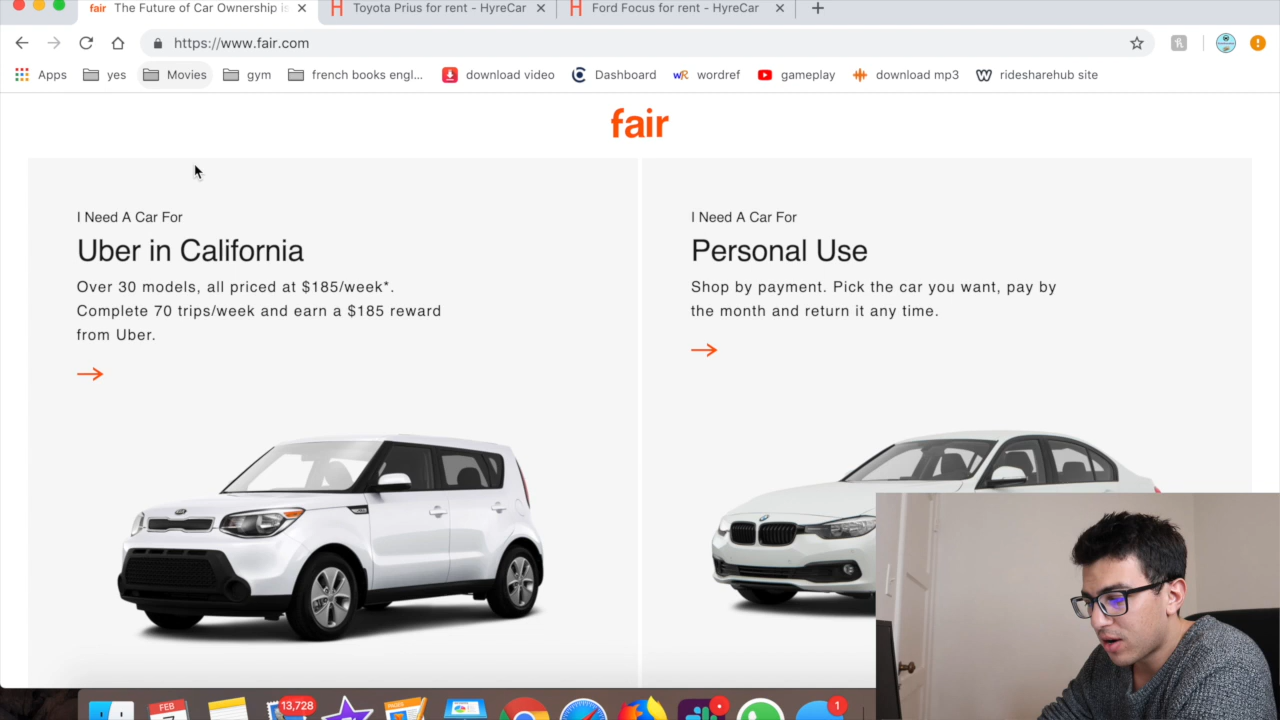 fair The Future of Car Ownership is
Toyota Prius for rent - HyreCar
Ford Focus for rent - HyreCar
https://www.fair.com
Apps
yes
Movies
gym
french books engl...
download video
Dashboard
wR wordref
gameplay
download mp3
ridesharehub site
fair
I Need A Car For
Uber in California
Over 30 models, all priced at $185/week*.
Complete 70 trips/week and earn a $185 reward
from Uber.
I Need A Car For
Personal Use
Shop by payment. Pick the car you want, pay by
the month and return it any time.
FEB
7
13,728
PAGES
1